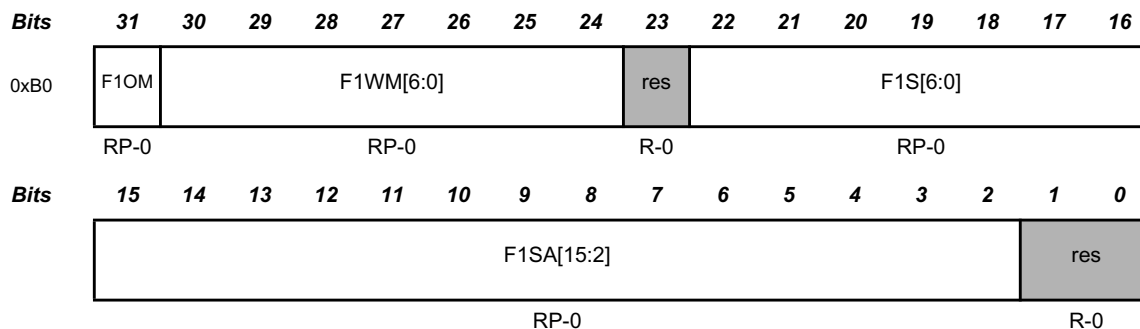 Bits 31 30 29 28 27 26 25 24 23 22 21 20 19 18 17 16
0xB0 F1OM F1WM[6:0] res F1S[6:0]
RP-0 RP-0 R-0 RP-0
Bits 15 14 13 12 11 10 9 8 7 6 5 4 3 2 1 0
F1SA[15:2] res
RP-0 R-0